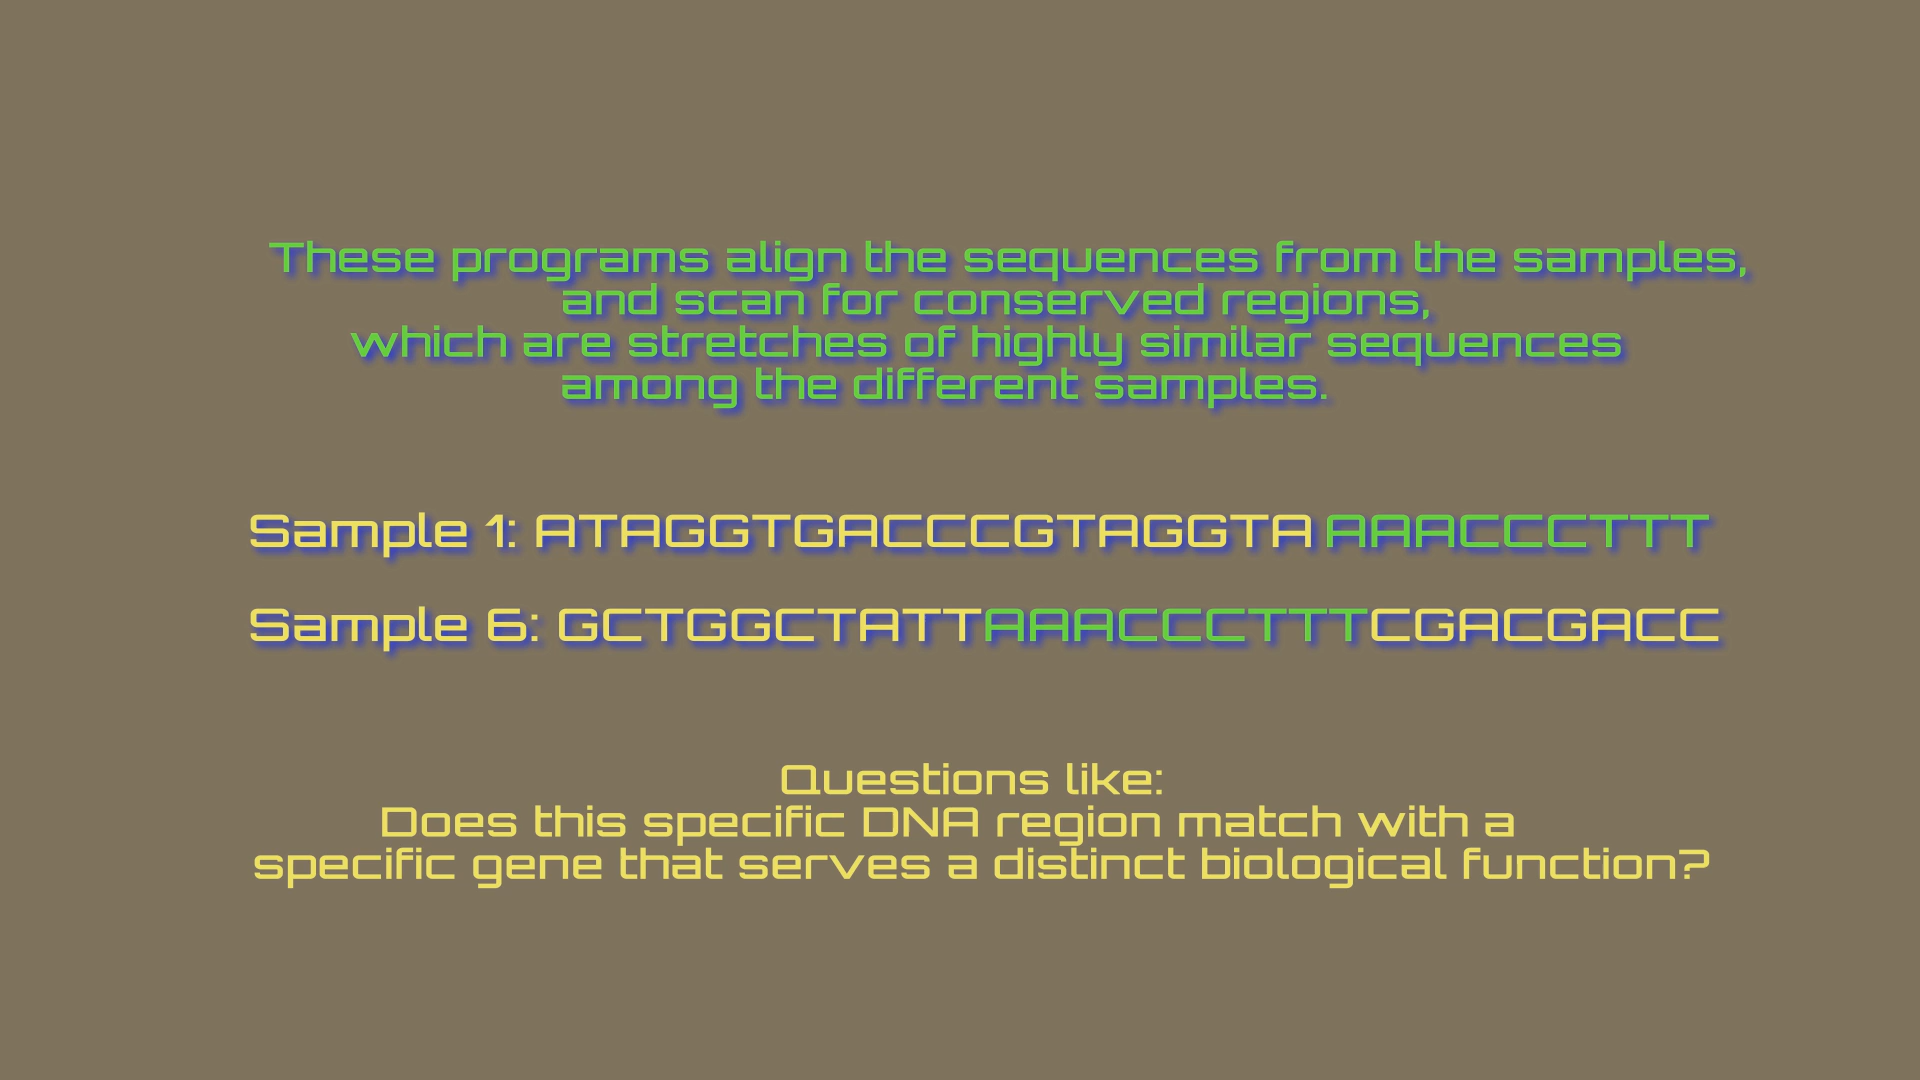 These programs align the sequences from the samples,
and scan for conserved regions,
which are stretches of highly similar sequences
among the different samples.
Sample 1: ATAGGTGACCCGTAGGTA AAACCCTTT
Sample 6: GCTGGCTATTAAACCCTTTCGACGACC
Questions like:
Does this specific DNA region match with a
specific gene that serves a distinct biological function?